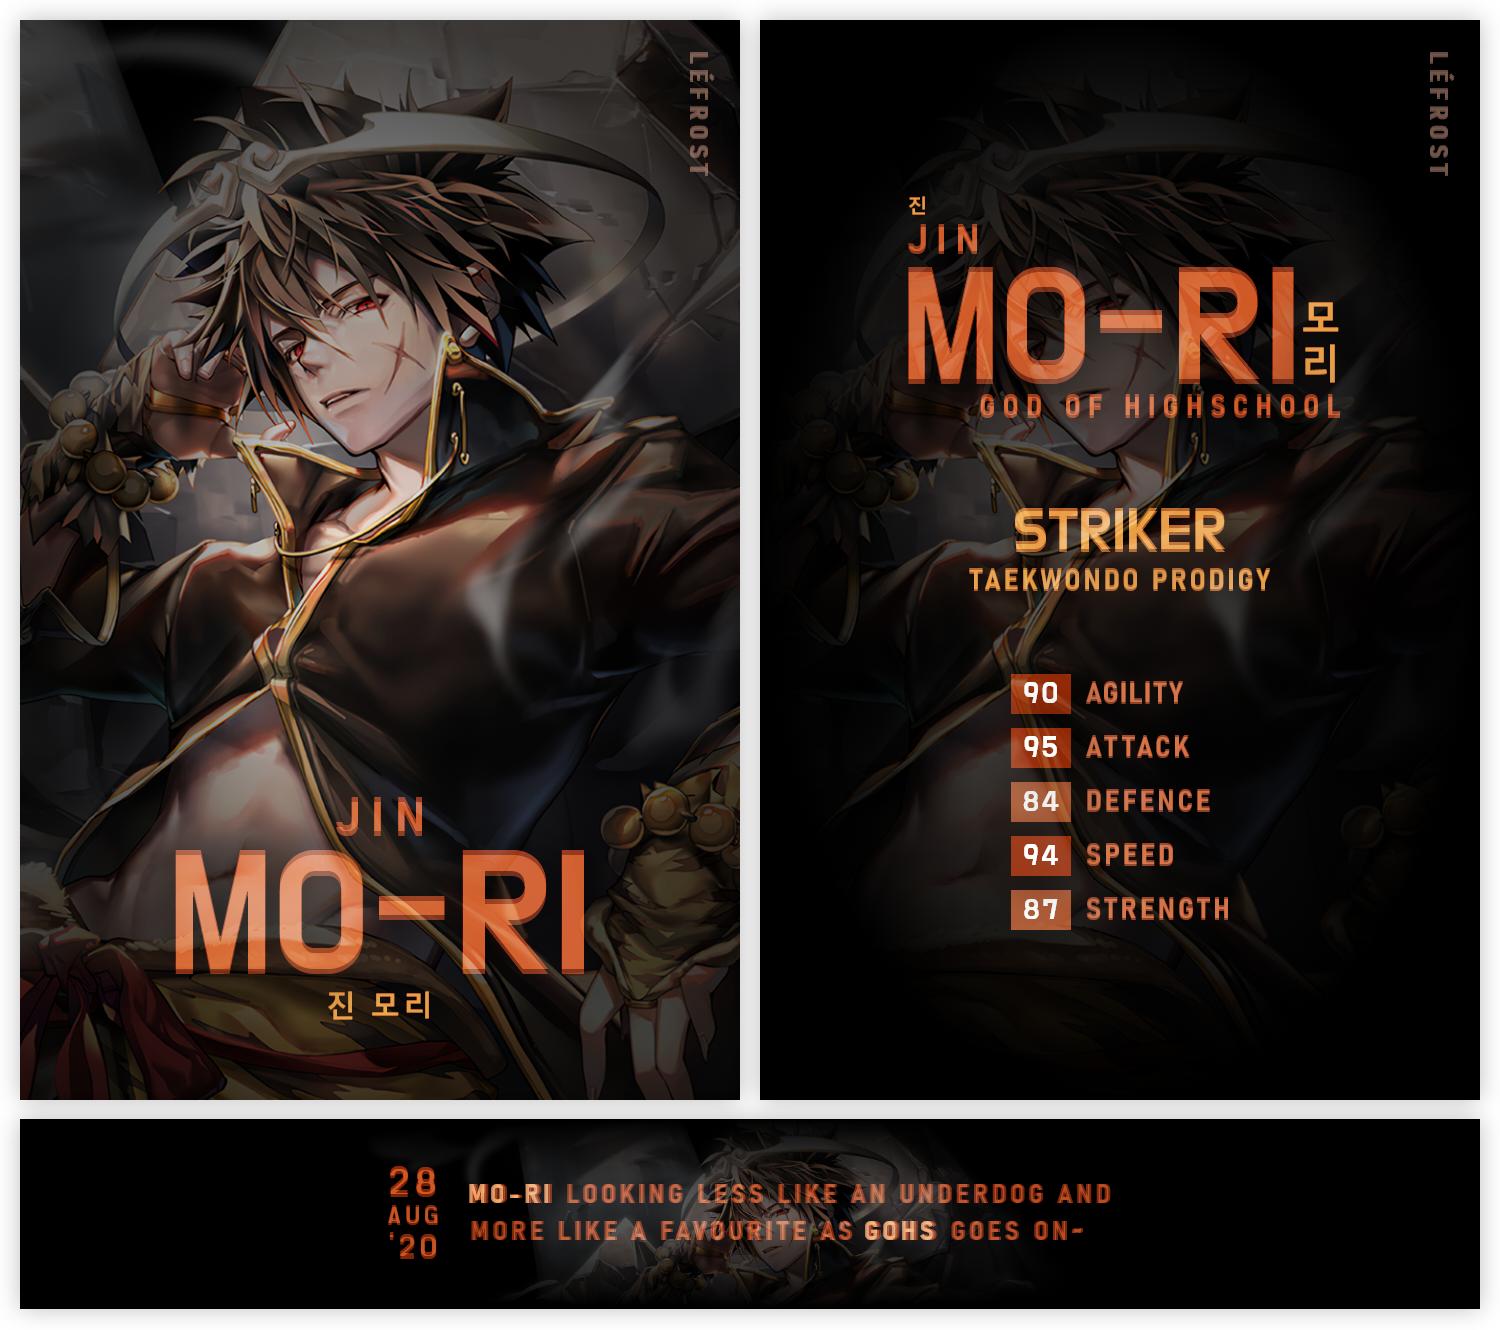 LÉFROST
JIN
MO-RI
진 모리
LÉFROST
진
JIN
MO-RI
모
리
GOD OF HIGHSCHOOL
STRIKER
TAEKWONDO PRODIGY
90 AGILITY
95 ATTACK
84 DEFENCE
94 SPEED
87 STRENGTH
28
AUG
'20
MO-RI LOOKING LESS LIKE AN UNDERDOG AND
MORE LIKE A FAVOURITE AS GOHS GOES ON-